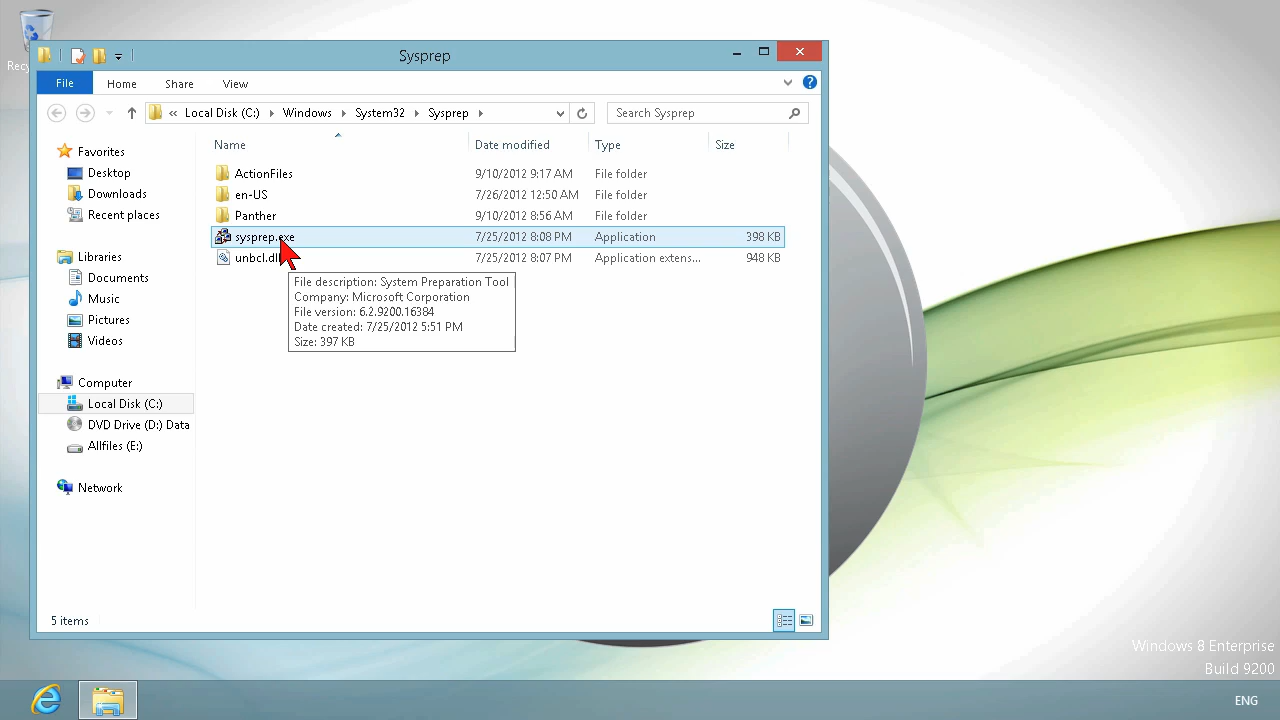 Recy
Sysprep
File Home Share View
« Local Disk (C:) Windows System32 Sysprep
Search Sysprep
Name Date modified Type Size
Favorites
Desktop
Downloads
Recent places
Libraries
Documents
Music
Pictures
Videos
Computer
Local Disk (C:)
DVD Drive (D:) Data
Allfiles (E:)
Network
ActionFiles 9/10/2012 9:17 AM File folder
en-US 7/26/2012 12:50 AM File folder
Panther 9/10/2012 8:56 AM File folder
sysprep.exe 7/25/2012 8:08 PM Application 398 KB
unbcl.dll 7/25/2012 8:07 PM Application extens... 949 KB
File description: System Preparation Tool
Company: Microsoft Corporation
File version: 6.2.9200.16384
Date created: 7/25/2012 5:51 PM
Size: 397 KB
5 items
Windows 8 Enterprise
Build 9200
ENG